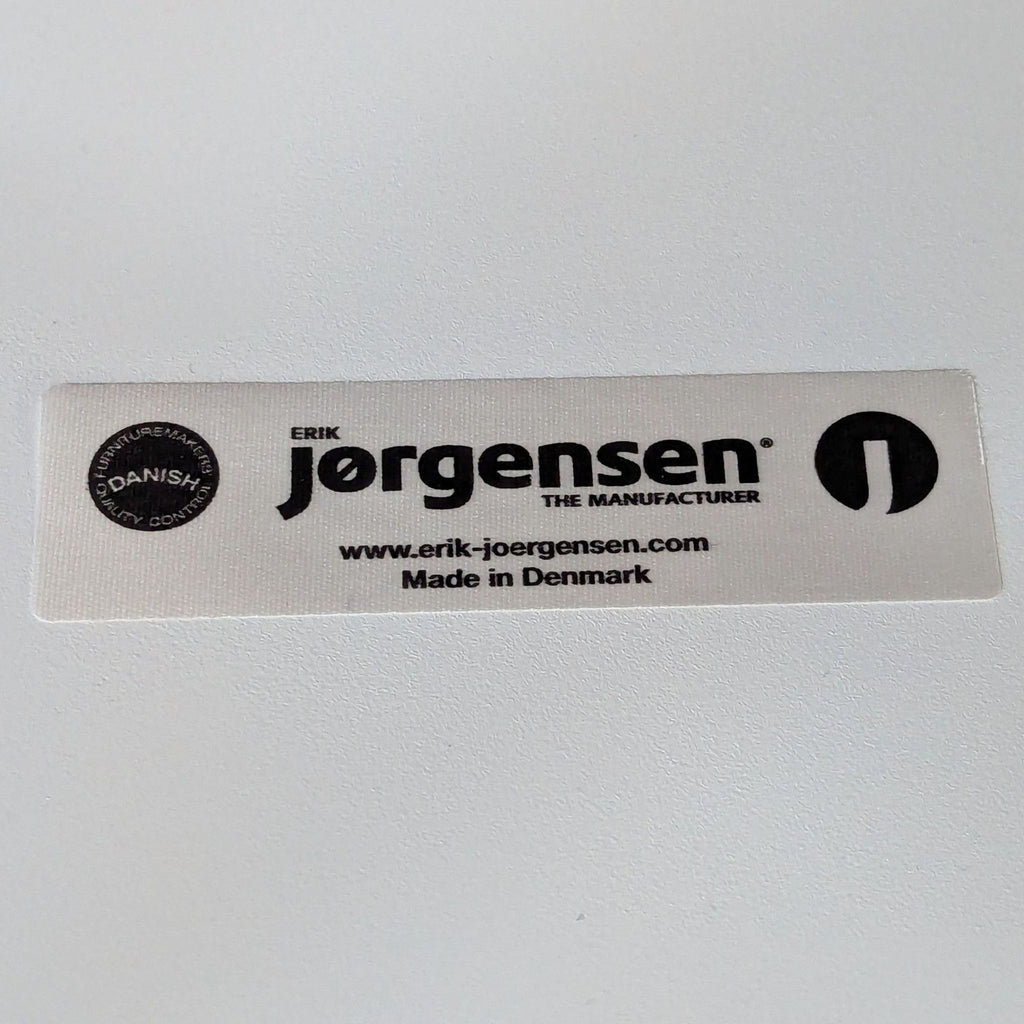 FURNITUREMAKERS
DANISH
QUALITY CONTROL
ERIK
jørgensen®
THE MANUFACTURER
www.erik-joergensen.com
Made in Denmark